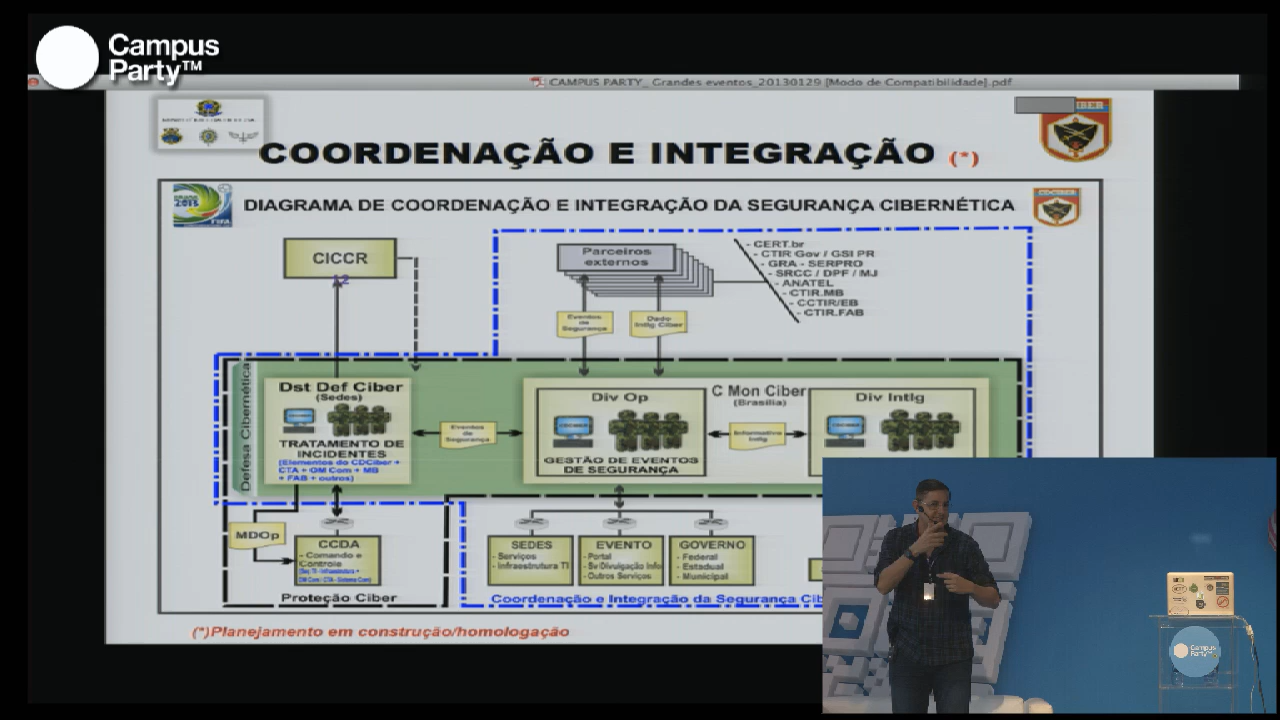 Campus
Party™
CAMPUS PARTY_ Grandes eventos_20130129 [Modo de Compatibilidade].pdf
COORDENAÇÃO E INTEGRAÇÃO (*)
DIAGRAMA DE COORDENAÇÃO E INTEGRAÇÃO DA SEGURANÇA CIBERNÉTICA
CICCR
12
Parceiros
externos
- CERT.br
- CTIR Gov / GSI PR
- GRA - SERPRO
- SRCC / DPF / MJ
- ANATEL
- CTIR.MB
- CCTIR/EB
- CTIR.FAB
Eventos
de
Segurança
Dado
Intlg Ciber
Defesa Cibernética
Dst Def Ciber
(Sedes)
TRATAMENTO DE
INCIDENTES
(Elementos do CDCiber +
CTA + OM Com + MB
+ FAB + outros)
Eventos
de
Segurança
Div Op
GESTÃO DE EVENTOS
DE SEGURANÇA
C Mon Ciber
(Brasília)
Informativo
Intlg
Div Intlg
MDOp
CCDA
- Comando e
Controle
Proteção Ciber
SEDES
- Serviços
- Infraestrutura TI
EVENTO
- Portal
- Sv Divulgação Info
- Outros Serviços
GOVERNO
- Federal
- Estadual
- Municipal
Coordenação e Integração da Segurança Cib
(*)Planejamento em construção/homologação
Campus
Party